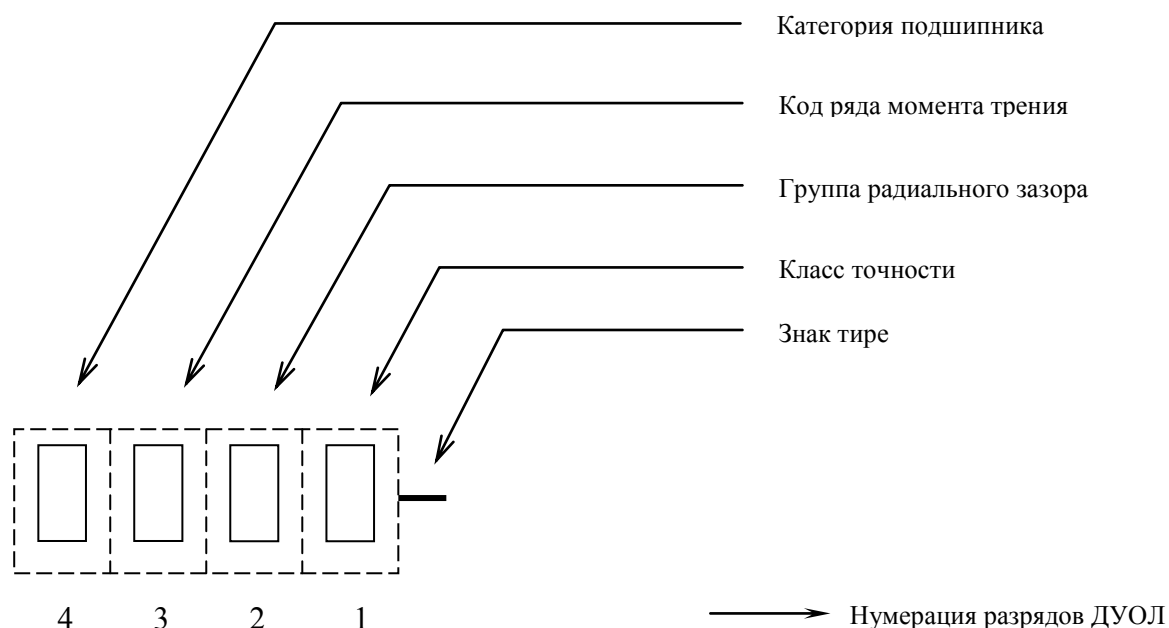 Категория подшипника
Код ряда момента трения
Группа радиального зазора
Класс точности
Знак тире
4 3 2 1 Нумерация разрядов ДУОЛ